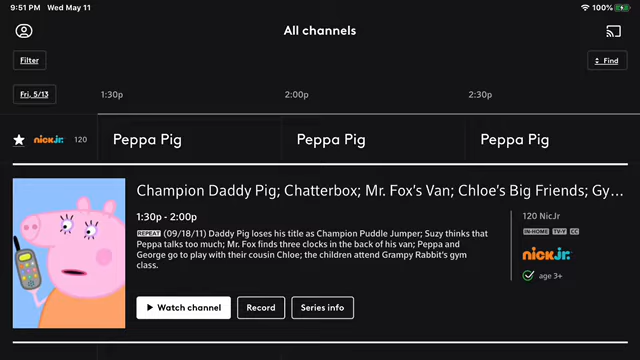 9:51 PM Wed May 11
100%
All channels
Filter
Find
Fri, 5/13
1:30p
2:00p
2:30p
nick jr.
120
Peppa Pig
Peppa Pig
Peppa Pig
Champion Daddy Pig; Chatterbox; Mr. Fox's Van; Chloe's Big Friends; Gy...
1:30p - 2:00p
REPEAT (09/18/11) Daddy Pig loses his title as Champion Puddle Jumper; Suzy thinks that
Peppa talks too much; Mr. Fox finds three clocks in the back of his van; Peppa and
George go to play with their cousin Chloe; the children attend Grampy Rabbit's gym
class.
120 NicJr
IN-HOME TV-Y CC
nick jr.
age 3+
Watch channel
Record
Series info